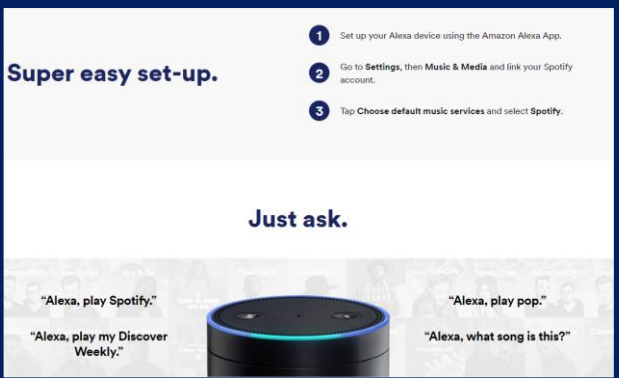 Super easy set-up.
1 Set up your Alexa device using the Amazon Alexa App.
2 Go to Settings, then Music & Media and link your Spotify
account.
3 Tap Choose default music services and select Spotify.
Just ask.
“Alexa, play Spotify.”
“Alexa, play my Discover
Weekly.”
“Alexa, play pop.”
“Alexa, what song is this?”